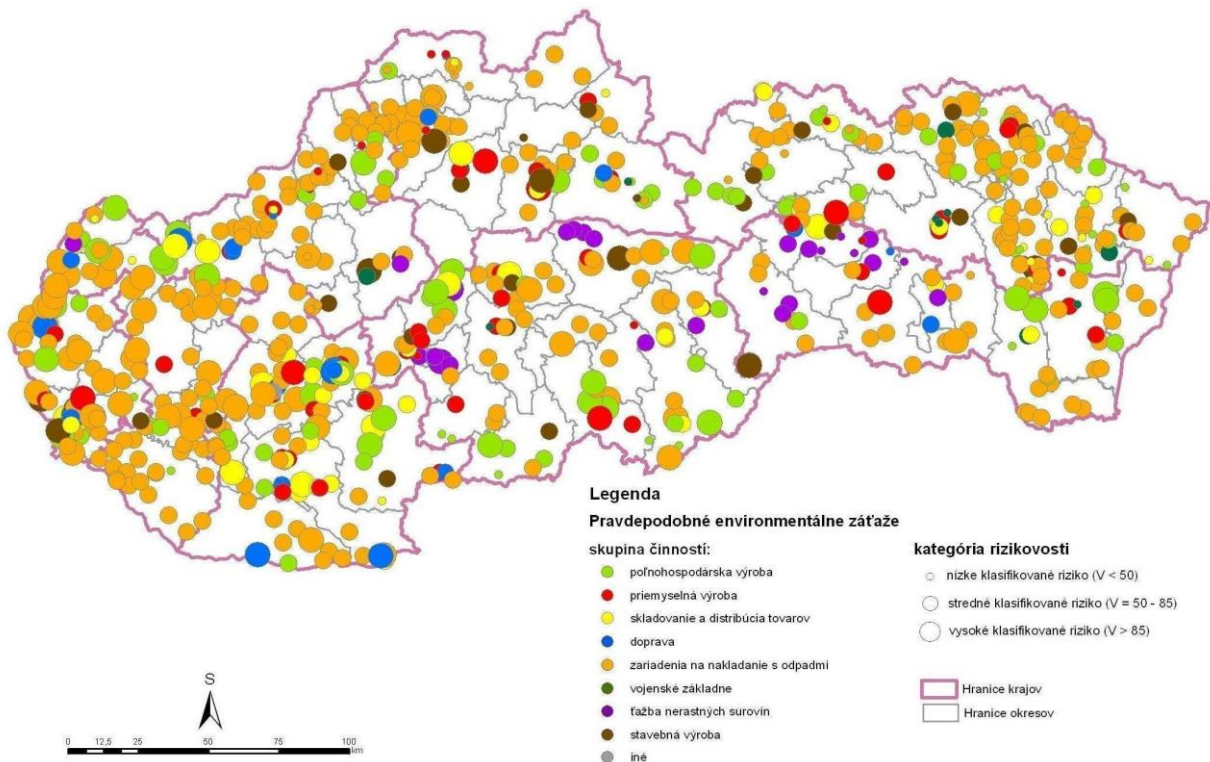 Legenda
Pravdepodobné environmentálne záťaže
skupina činností:
poľnohospodárska výroba
priemyselná výroba
skladovanie a distribúcia tovarov
doprava
zariadenia na nakladanie s odpadmi
vojenské základne
ťažba nerastných surovín
stavebná výroba
iné
kategória rizikovosti
nízke klasifikované riziko (V < 50)
stredné klasifikované riziko (V = 50 - 85)
vysoké klasifikované riziko (V > 85)
Hranice krajov
Hranice okresov
S
0 12,5 25 50 75 100
km